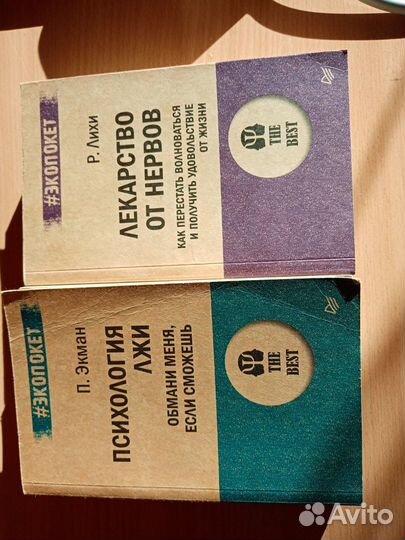 #ЭКОПОКЕТ
Р. Лихи
ЛЕКАРСТВО
ОТ НЕРВОВ
КАК ПЕРЕСТАТЬ ВОЛНОВАТЬСЯ
И ПОЛУЧИТЬ УДОВОЛЬСТВИЕ
ОТ ЖИЗНИ
THE
BEST
#ЭКОПОКЕТ
П. Экман
ПСИХОЛОГИЯ
ЛЖИ
ОБМАНИ МЕНЯ,
ЕСЛИ СМОЖЕШЬ
THE
BEST
Avito